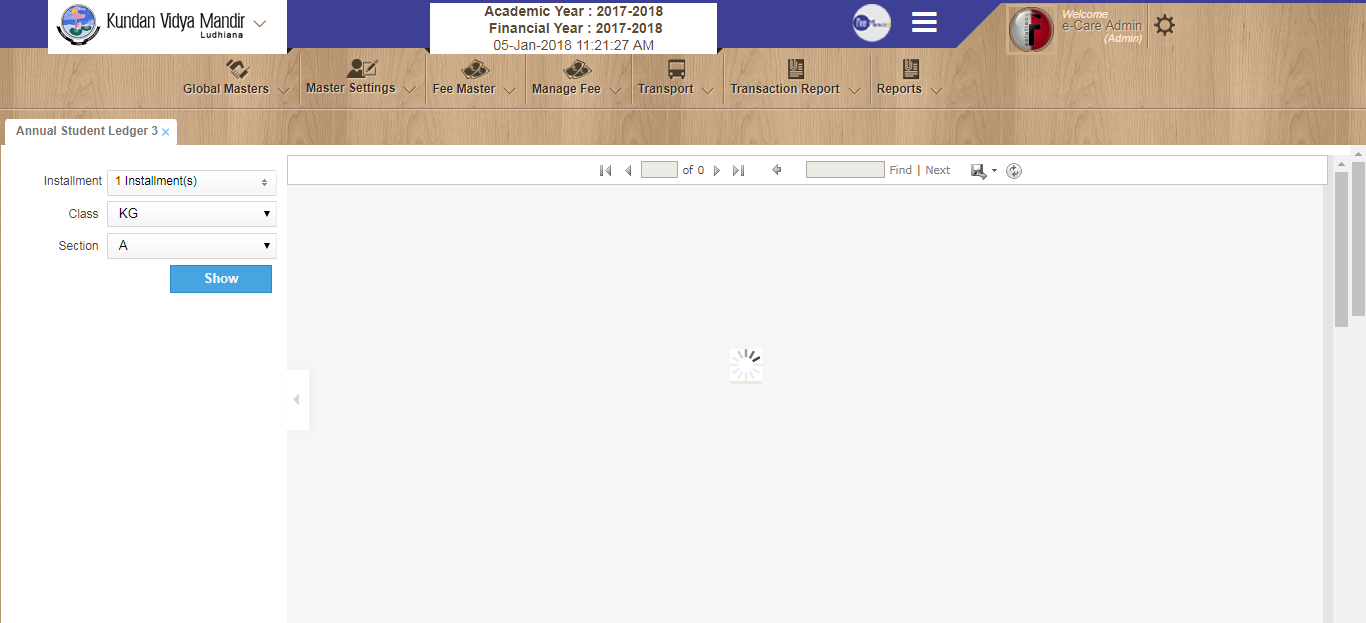 Kundan Vidya Mandir
Ludhiana
Academic Year : 2017-2018
Financial Year : 2017-2018
05-Jan-2018 11:21:27 AM
Welcome
e-Care Admin
(Admin)
Global Masters
Master Settings
Fee Master
Manage Fee
Transport
Transaction Report
Reports
Annual Student Ledger 3 ×
of 0
Find | Next
Installment 1 Installment(s)
Class KG
Section A
Show